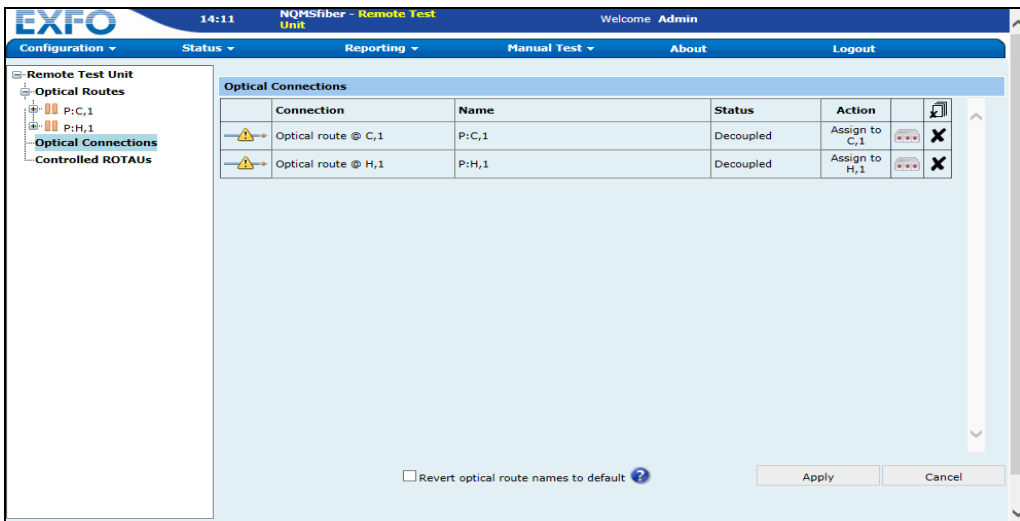 EXFO
14:11
NQMSfiber - Remote Test
Unit
Welcome Admin
Configuration
Status
Reporting
Manual Test
About
Logout
Remote Test Unit
Optical Routes
P:C,1
P:H,1
Optical Connections
Controlled ROTAUs
Optical Connections
Connection Name Status Action
Optical route @ C,1 P:C,1 Decoupled Assign to
C,1
Optical route @ H,1 P:H,1 Decoupled Assign to
H,1
Revert optical route names to default ?
Apply
Cancel